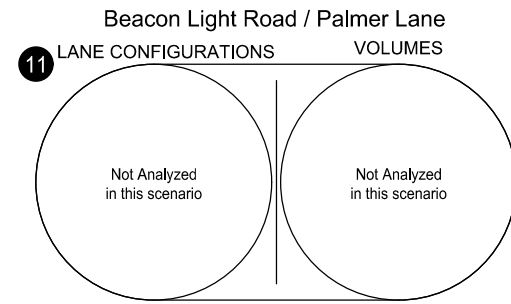 Beacon Light Road / Palmer Lane
11 LANE CONFIGURATIONS VOLUMES
Not Analyzed
in this scenario
Not Analyzed
in this scenario